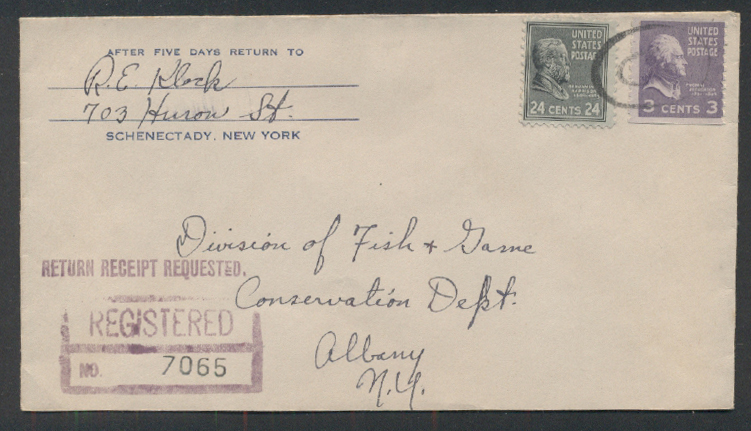 AFTER FIVE DAYS RETURN TO
R. E. Klock
703 Huron St.
SCHENECTADY, NEW YORK
UNITED
STATES
POSTAGE
24 CENTS 24
UNITED
STATES
POSTAGE
3 CENTS 3
Division of Fish + Game
Conservation Dept.
Albany
N.Y.
RETURN RECEIPT REQUESTED.
REGISTERED
NO. 7065